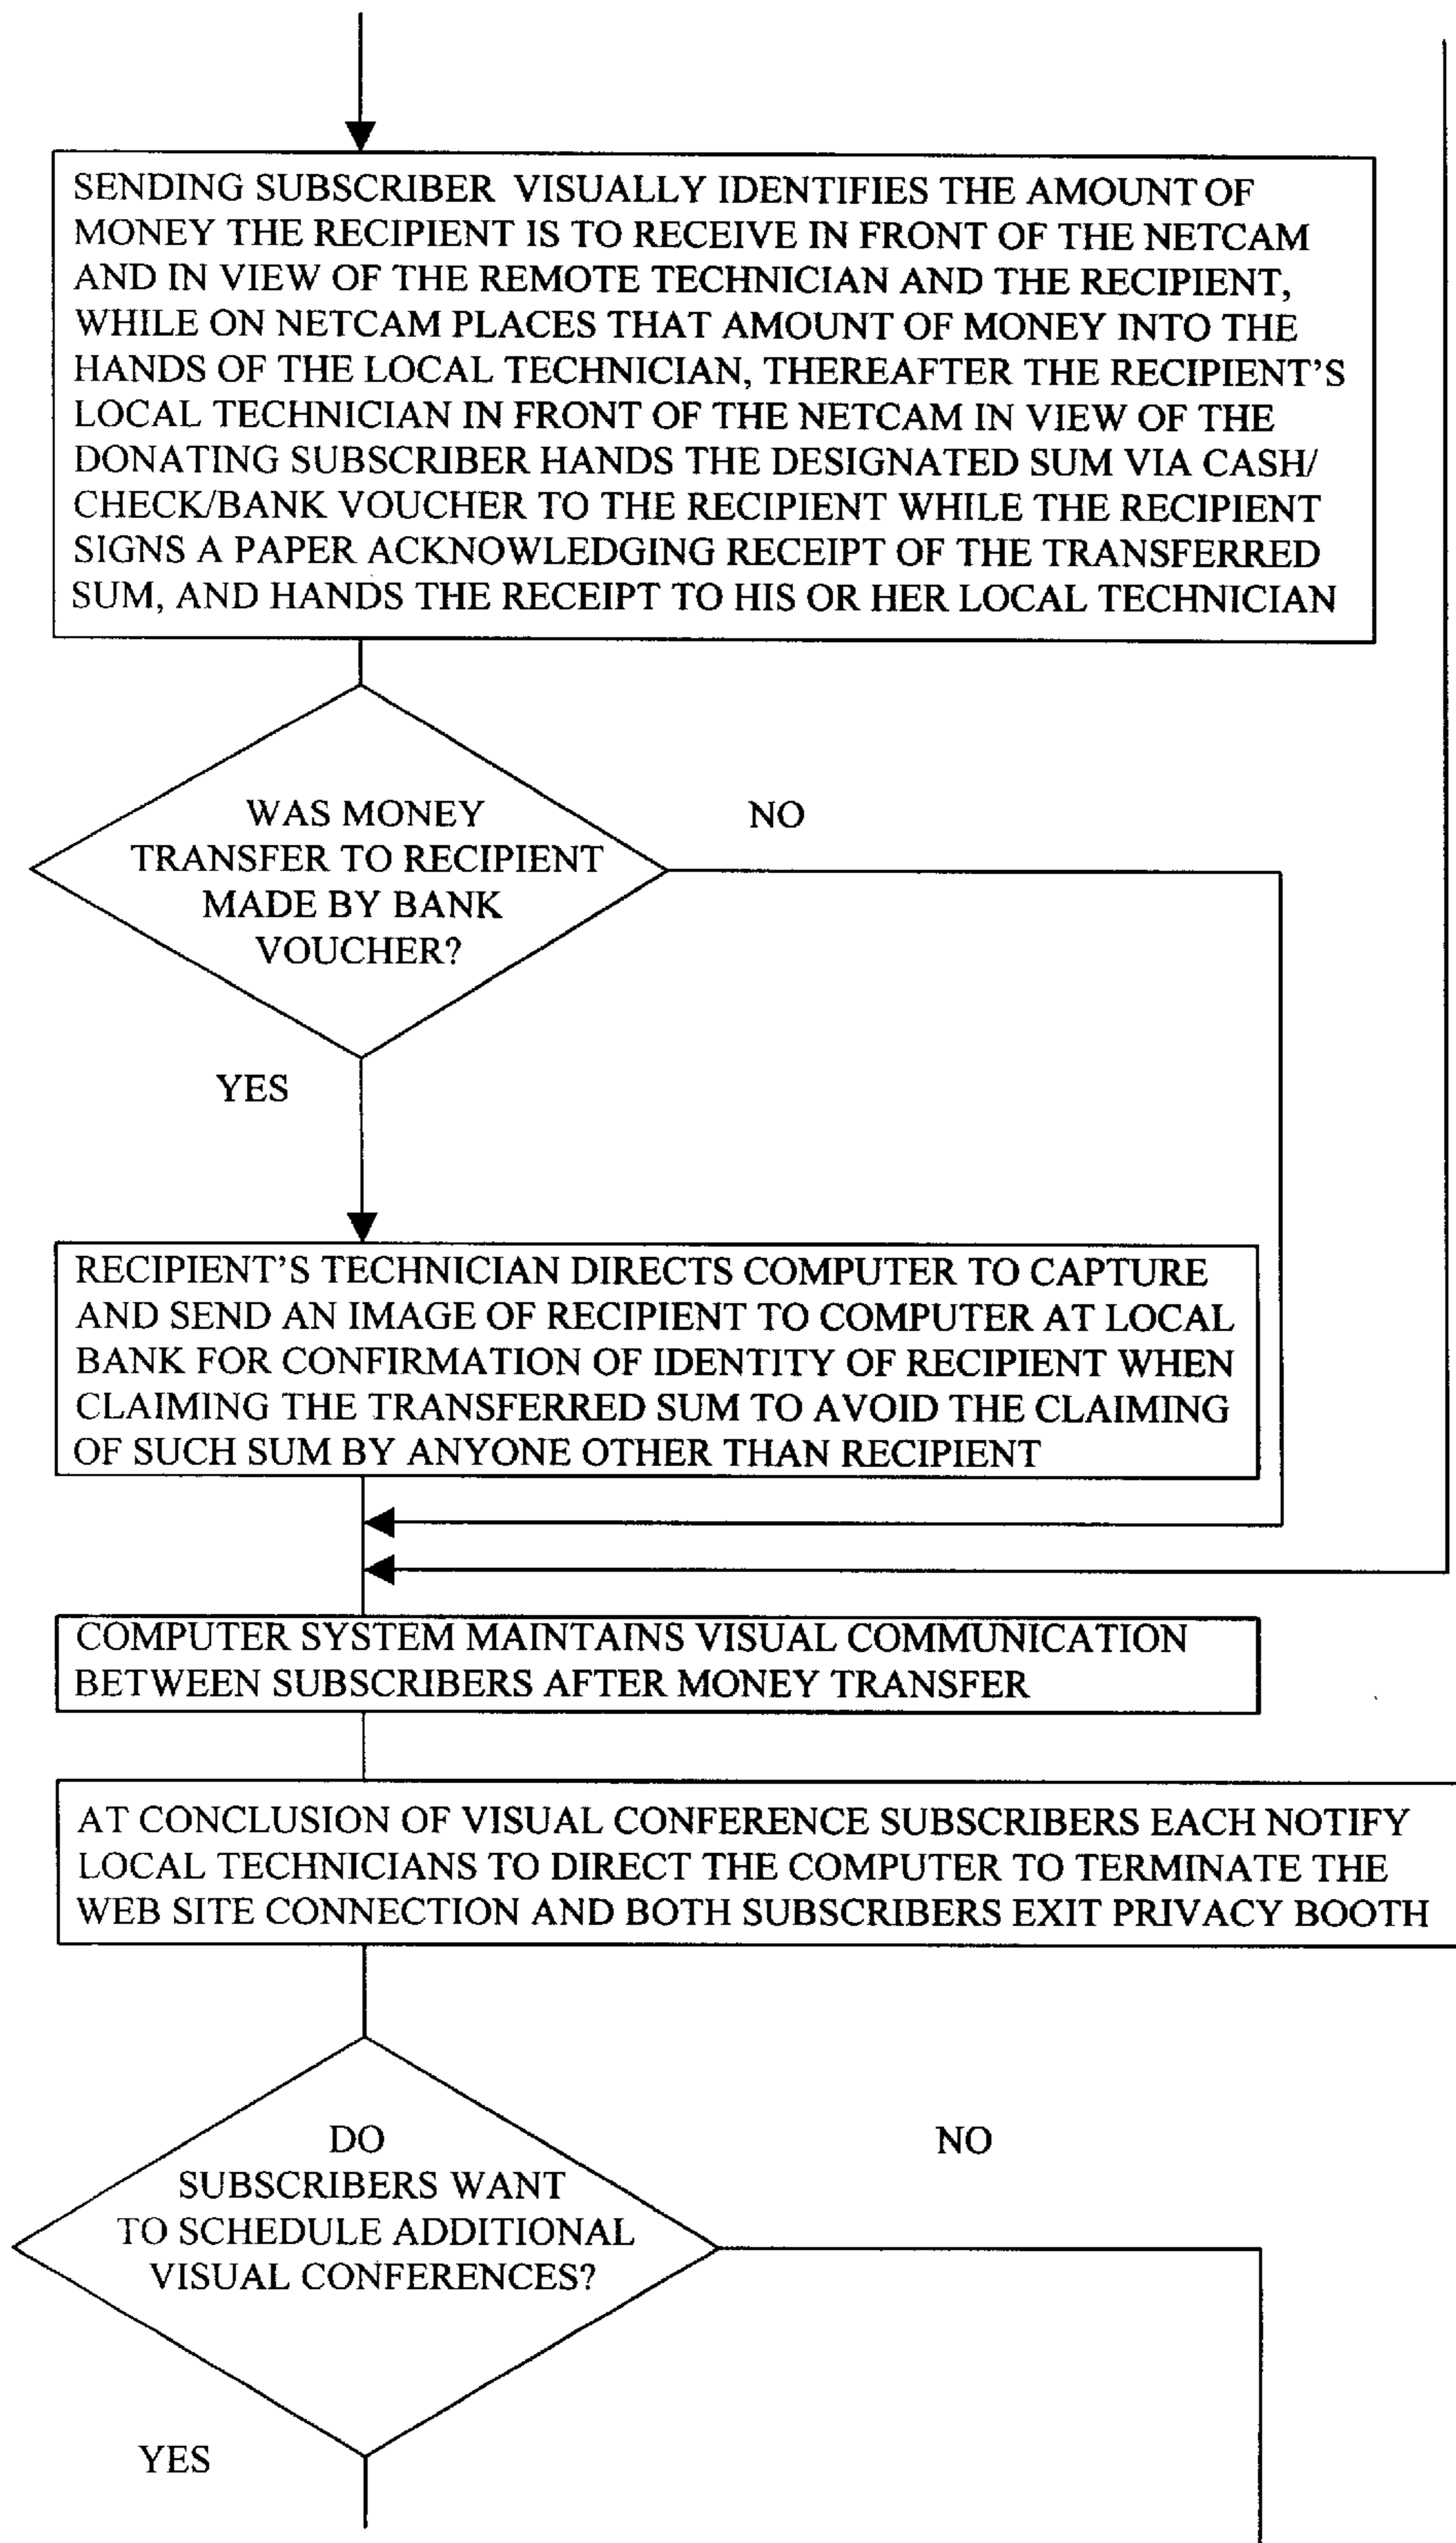 SENDING SUBSCRIBER VISUALLY IDENTIFIES THE AMOUNT OF
MONEY THE RECIPIENT IS TO RECEIVE IN FRONT OF THE NETCAM
AND IN VIEW OF THE REMOTE TECHNICIAN AND THE RECIPIENT,
WHILE ON NETCAM PLACES THAT AMOUNT OF MONEY INTO THE
HANDS OF THE LOCAL TECHNICIAN, THEREAFTER THE RECIPIENT'S
LOCAL TECHNICIAN IN FRONT OF THE NETCAM IN VIEW OF THE
DONATING SUBSCRIBER HANDS THE DESIGNATED SUM VIA CASH/
CHECK/BANK VOUCHER TO THE RECIPIENT WHILE THE RECIPIENT
SIGNS A PAPER ACKNOWLEDGING RECEIPT OF THE TRANSFERRED
SUM, AND HANDS THE RECEIPT TO HIS OR HER LOCAL TECHNICIAN
WAS MONEY
TRANSFER TO RECIPIENT
MADE BY BANK
VOUCHER?
NO
YES
RECIPIENT'S TECHNICIAN DIRECTS COMPUTER TO CAPTURE
AND SEND AN IMAGE OF RECIPIENT TO COMPUTER AT LOCAL
BANK FOR CONFIRMATION OF IDENTITY OF RECIPIENT WHEN
CLAIMING THE TRANSFERRED SUM TO AVOID THE CLAIMING
OF SUCH SUM BY ANYONE OTHER THAN RECIPIENT
COMPUTER SYSTEM MAINTAINS VISUAL COMMUNICATION
BETWEEN SUBSCRIBERS AFTER MONEY TRANSFER
AT CONCLUSION OF VISUAL CONFERENCE SUBSCRIBERS EACH NOTIFY
LOCAL TECHNICIANS TO DIRECT THE COMPUTER TO TERMINATE THE
WEB SITE CONNECTION AND BOTH SUBSCRIBERS EXIT PRIVACY BOOTH
DO
SUBSCRIBERS WANT
TO SCHEDULE ADDITIONAL
VISUAL CONFERENCES?
NO
YES